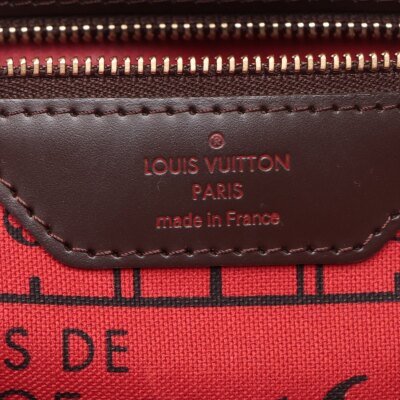 ®
LOUIS VUITTON
PARIS
made in France
S DE